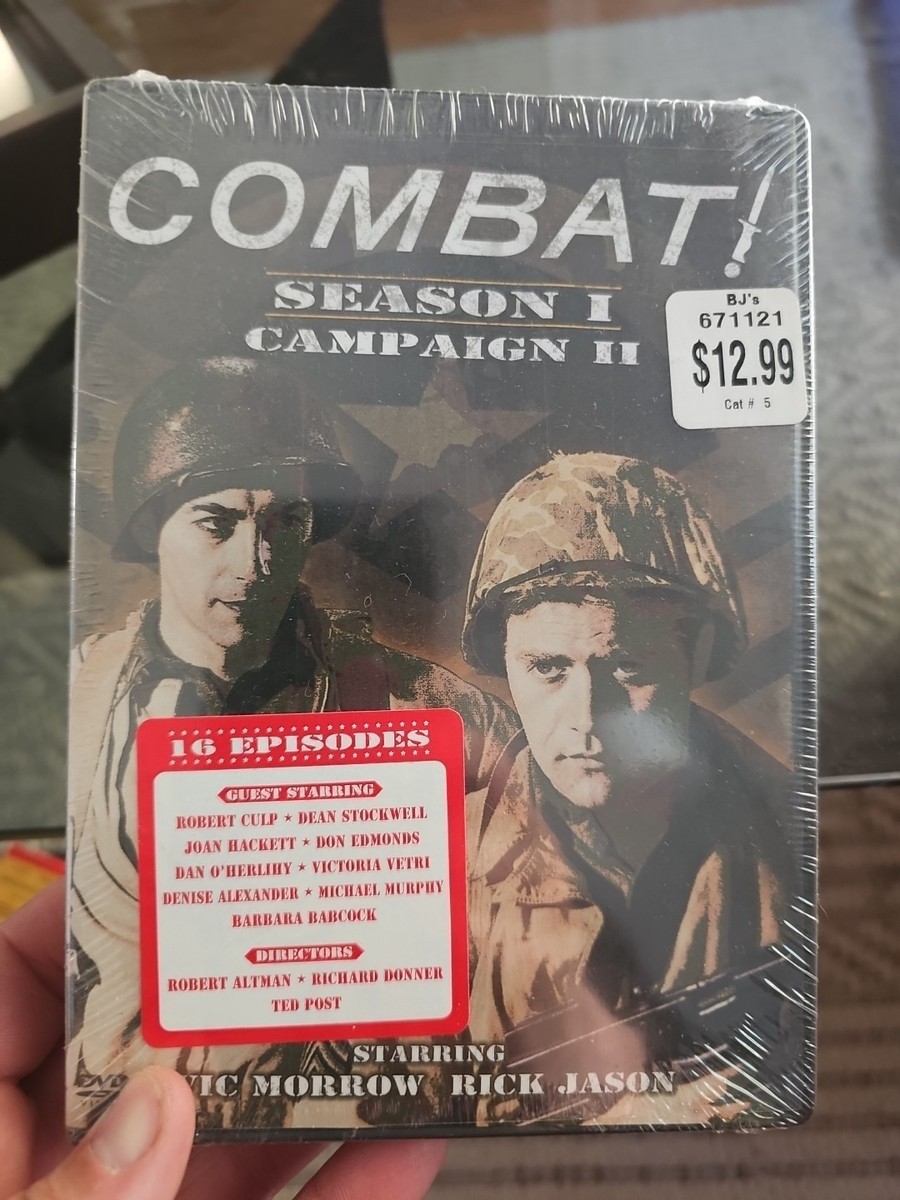 COMBAT!
SEASON I
CAMPAIGN II
BJ's
671121
$12.99
Cat # 5
16 EPISODES
GUEST STARRING
ROBERT CULP ★ DEAN STOCKWELL
JOAN HACKETT ★ DON EDMONDS
DAN O'HERLIHY ★ VICTORIA VETRI
DENISE ALEXANDER ★ MICHAEL MURPHY
BARBARA BABCOCK
DIRECTORS
ROBERT ALTMAN ★ RICHARD DONNER
TED POST
STARRING
VIC MORROW RICK JASON
DVD